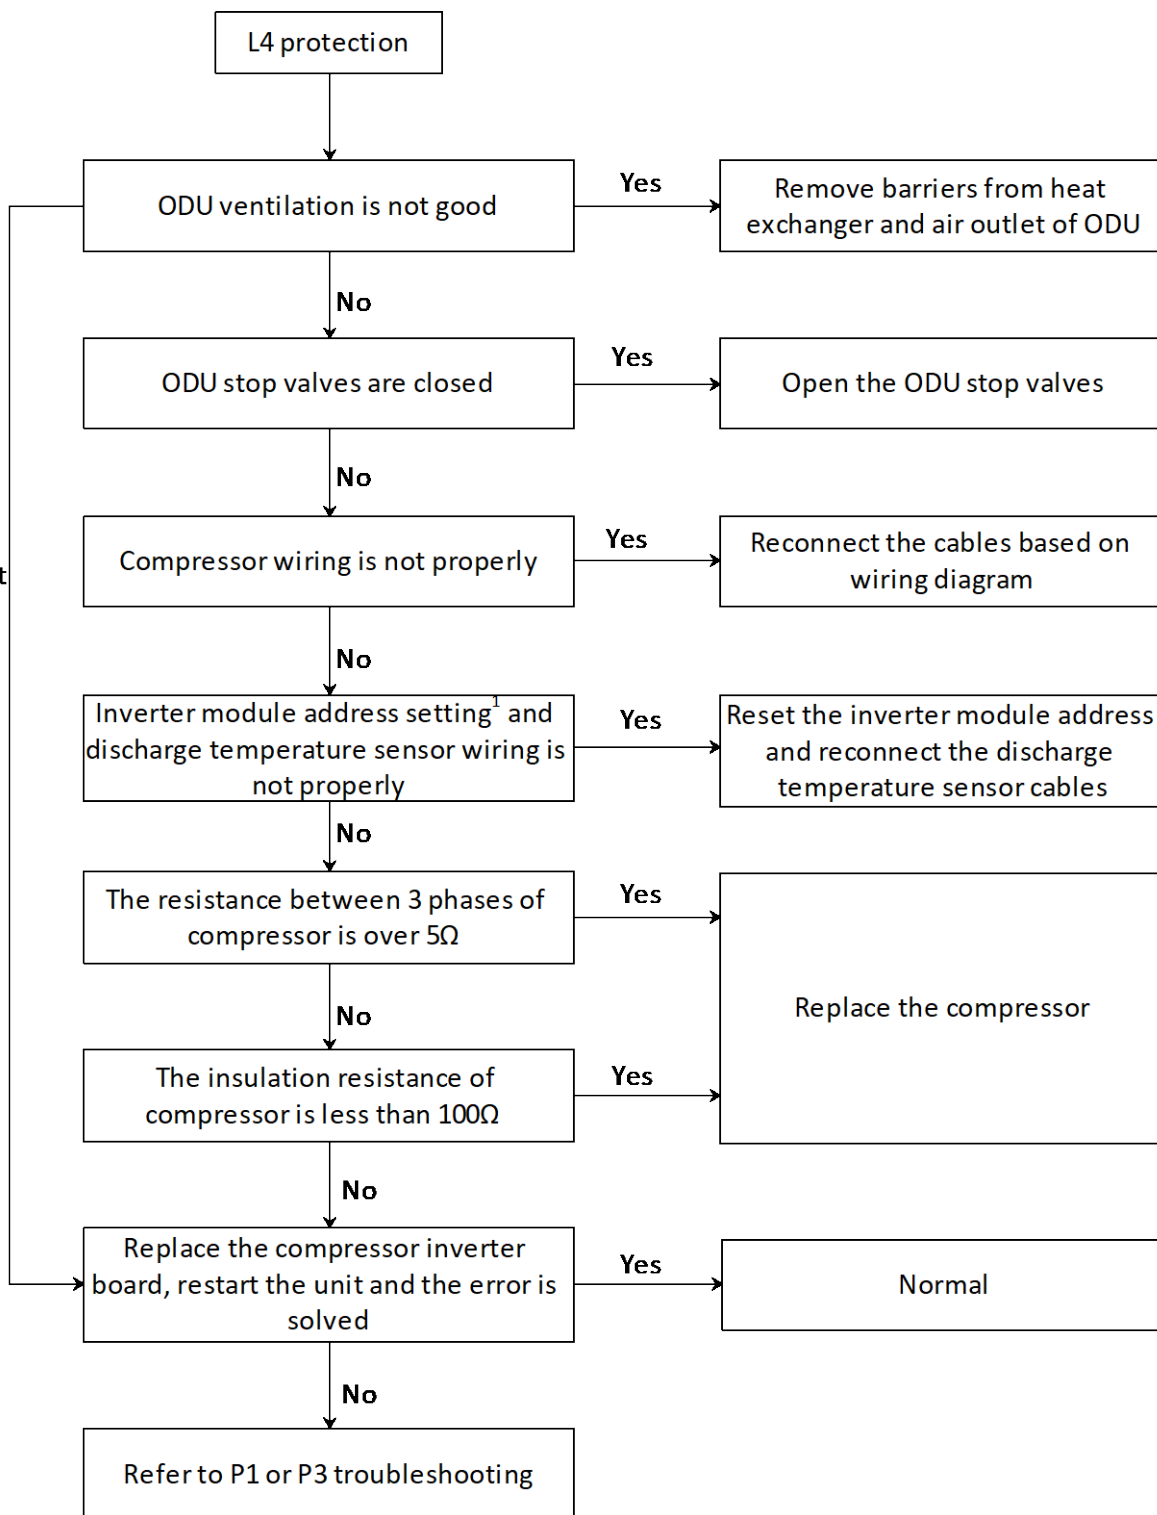 L4 protection
ODU ventilation is not good
Yes
Remove barriers from heat
exchanger and air outlet of ODU
No
ODU stop valves are closed
Yes
Open the ODU stop valves
No
Compressor wiring is not properly
Yes
Reconnect the cables based on
wiring diagram
t
No
Inverter module address setting¹ and
discharge temperature sensor wiring is
not properly
Yes
Reset the inverter module address
and reconnect the discharge
temperature sensor cables
No
The resistance between 3 phases of
compressor is over 5Ω
Yes
Replace the compressor
No
The insulation resistance of
compressor is less than 100Ω
Yes
No
Replace the compressor inverter
board, restart the unit and the error is
solved
Yes
Normal
No
Refer to P1 or P3 troubleshooting